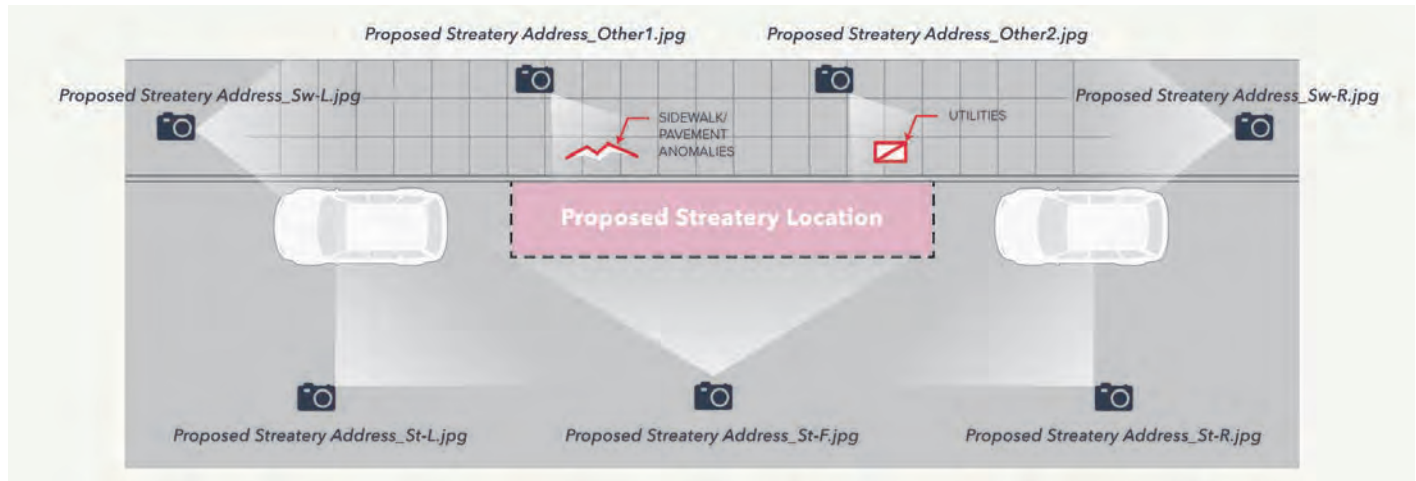 Proposed Streatery Address_Other1.jpg
Proposed Streatery Address_Other2.jpg
Proposed Streatery Address_Sw-L.jpg
Proposed Streatery Address_Sw-R.jpg
SIDEWALK/
PAVEMENT
ANOMALIES
UTILITIES
Proposed Streatery Location
Proposed Streatery Address_St-L.jpg
Proposed Streatery Address_St-F.jpg
Proposed Streatery Address_St-R.jpg